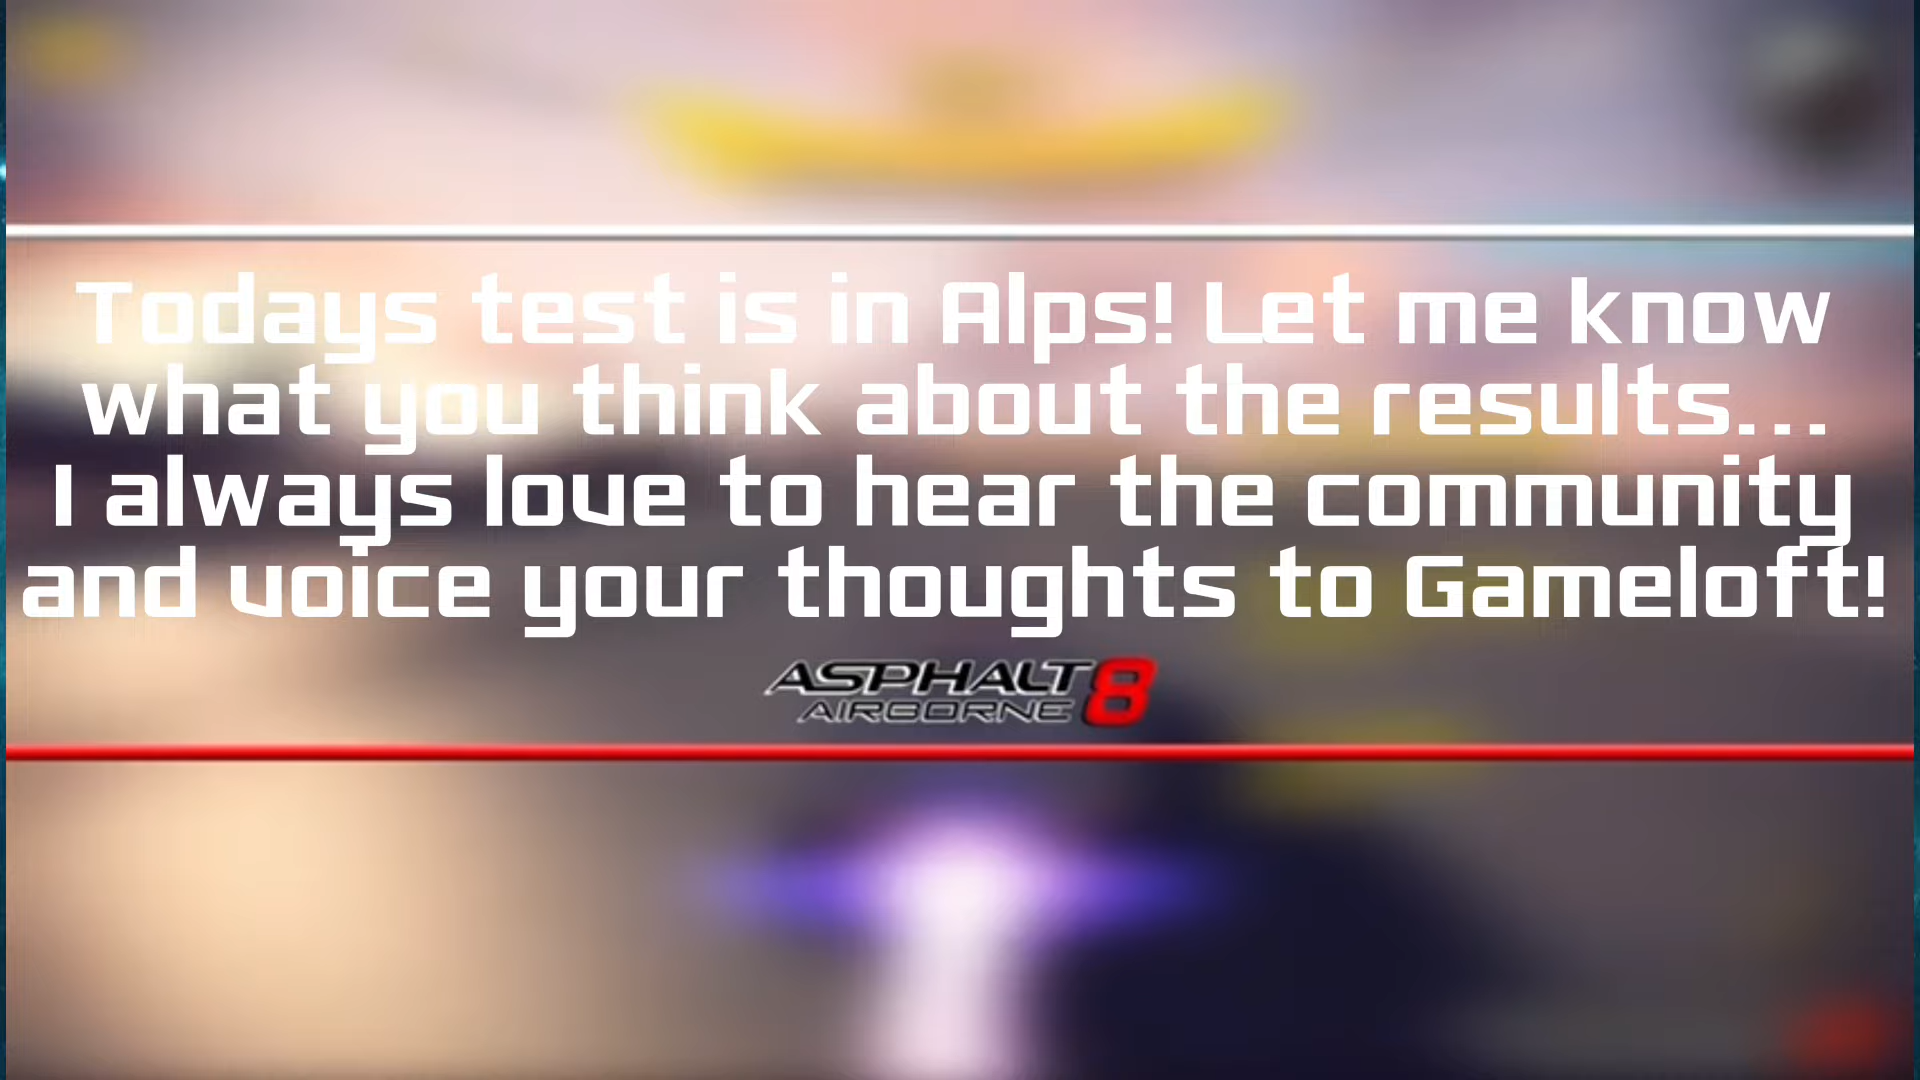 Todays test is in Alps! Let me know
what you think about the results...
I always love to hear the community
and voice your thoughts to Gameloft!
ASPHALT 8
AIRBORNE